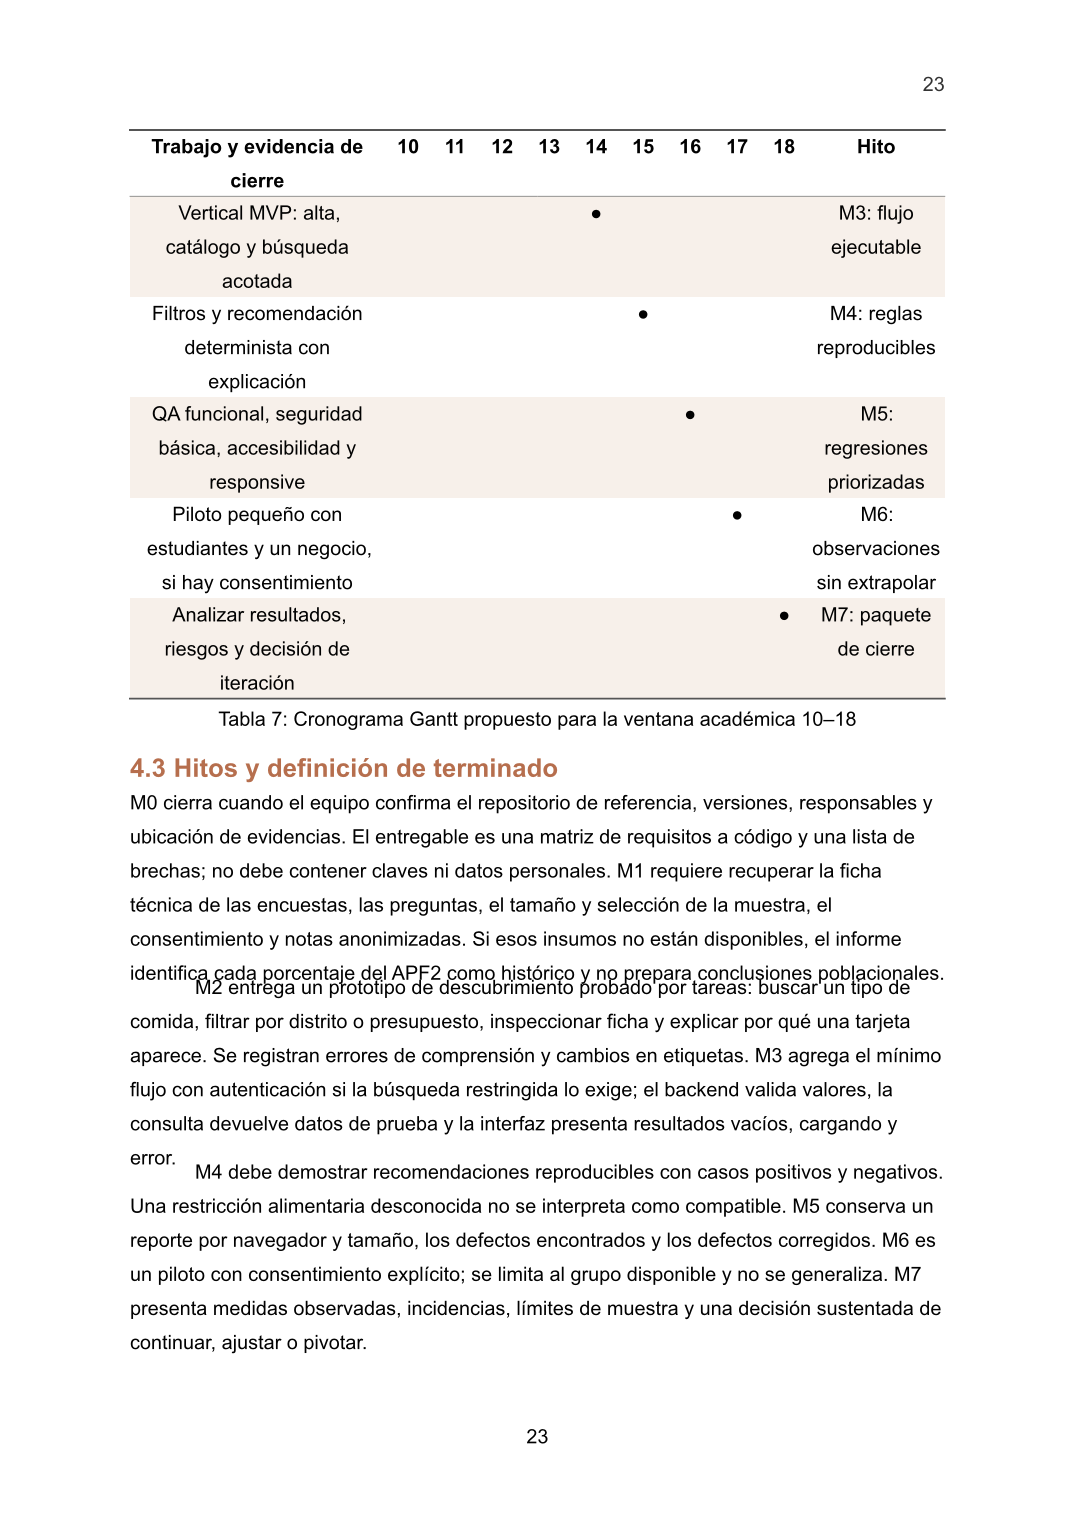 23
Trabajo y evidencia de cierre 10 11 12 13 14 15 16 17 18 Hito
Vertical MVP: alta, catálogo y búsqueda acotada ● M3: flujo ejecutable
Filtros y recomendación determinista con explicación ● M4: reglas reproducibles
QA funcional, seguridad básica, accesibilidad y responsive ● M5: regresiones priorizadas
Piloto pequeño con estudiantes y un negocio, si hay consentimiento ● M6: observaciones sin extrapolar
Analizar resultados, riesgos y decisión de iteración ● M7: paquete de cierre
Tabla 7: Cronograma Gantt propuesto para la ventana académica 10–18
4.3 Hitos y definición de terminado
M0 cierra cuando el equipo confirma el repositorio de referencia, versiones, responsables y
ubicación de evidencias. El entregable es una matriz de requisitos a código y una lista de
brechas; no debe contener claves ni datos personales. M1 requiere recuperar la ficha
técnica de las encuestas, las preguntas, el tamaño y selección de la muestra, el
consentimiento y notas anonimizadas. Si esos insumos no están disponibles, el informe
identifica cada porcentaje del APF2 como histórico y no prepara conclusiones poblacionales.
M2 entrega un prototipo de descubrimiento probado por tareas: buscar un tipo de
comida, filtrar por distrito o presupuesto, inspeccionar ficha y explicar por qué una tarjeta
aparece. Se registran errores de comprensión y cambios en etiquetas. M3 agrega el mínimo
flujo con autenticación si la búsqueda restringida lo exige; el backend valida valores, la
consulta devuelve datos de prueba y la interfaz presenta resultados vacíos, cargando y
error.
M4 debe demostrar recomendaciones reproducibles con casos positivos y negativos.
Una restricción alimentaria desconocida no se interpreta como compatible. M5 conserva un
reporte por navegador y tamaño, los defectos encontrados y los defectos corregidos. M6 es
un piloto con consentimiento explícito; se limita al grupo disponible y no se generaliza. M7
presenta medidas observadas, incidencias, límites de muestra y una decisión sustentada de
continuar, ajustar o pivotar.
23